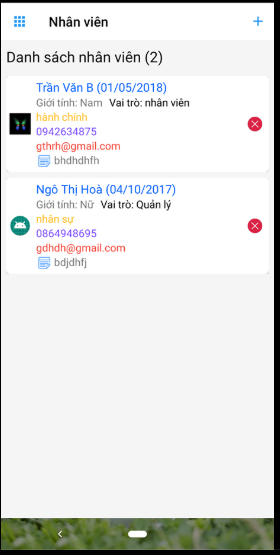 Nhân viên
Danh sách nhân viên (2)
Trần Văn B (01/05/2018)
Giới tính: Nam Vai trò: nhân viên
hành chính
0942634875
gthrh@gmail.com
bhdhdhfh
Ngô Thị Hoà (04/10/2017)
Giới tính: Nữ Vai trò: Quản lý
nhân sự
0864948695
gdhdh@gmail.com
bdjdhfj